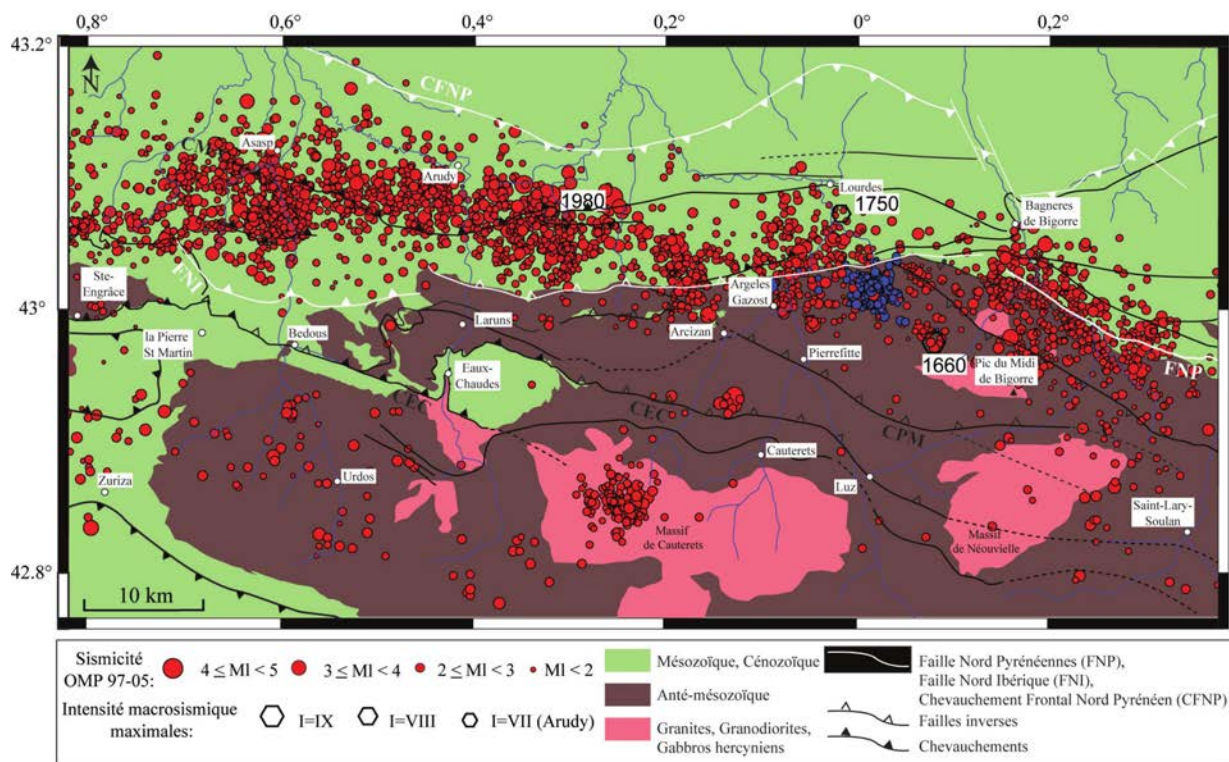 0,8° 0,6° 0,4° 0,2° 0° 0,2°
43.2°
N
CFNP
CM
Asasp
Arudy
1980
Lourdes
1750
Bagneres
de Bigorre
Ste-
Engrâce
FNI
43°
Argeles
Gazost
la Pierre
St Martin
Bedous
Laruns
Arcizan
Pierrefitte
1660
Pic du Midi
de Bigorre
FNP
Eaux-
Chaudes
CEC
CEC
CPM
Zuriza
Urdos
Cauterets
Luz
Saint-Lary-
Soulan
Massif
de Cauterets
Massif
de Néouvielle
42.8°
10 km
Sismicité
OMP 97-05:
4 ≤ Ml < 5
3 ≤ Ml < 4
2 ≤ Ml < 3
Ml < 2
Intensité macrosismique
maximales:
I=IX
I=VIII
I=VII (Arudy)
Mésozoïque, Cénozoïque
Anté-mésozoïque
Granites, Granodiorites,
Gabbros hercyniens
Faille Nord Pyrénéennes (FNP),
Faille Nord Ibérique (FNI),
Chevauchement Frontal Nord Pyrénéen (CFNP)
Failles inverses
Chevauchements